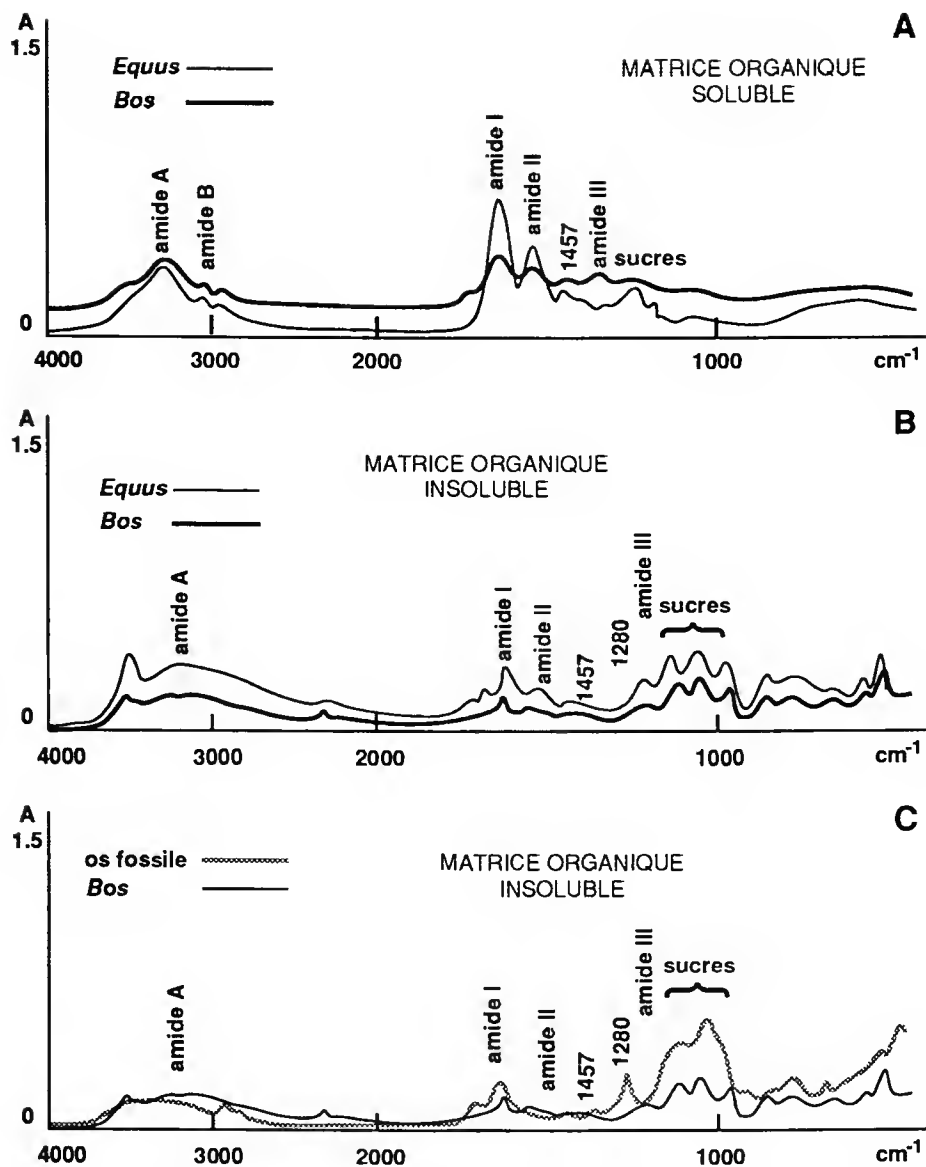 A
A
1.5
Equus
Bos
MATRICE ORGANIQUE
SOLUBLE
amide A
amide B
amide I
amide II
1457
amide III
sucres
0
4000
3000
2000
1000
cm-1
A
B
1.5
MATRICE ORGANIQUE
INSOLUBLE
Equus
Bos
amide A
amide I
amide II
1457
1280
amide III
sucres
0
4000
3000
2000
1000
cm-1
A
C
1.5
os fossile
Bos
MATRICE ORGANIQUE
INSOLUBLE
amide A
amide I
amide II
1457
1280
amide III
sucres
0
4000
3000
2000
1000
cm-1